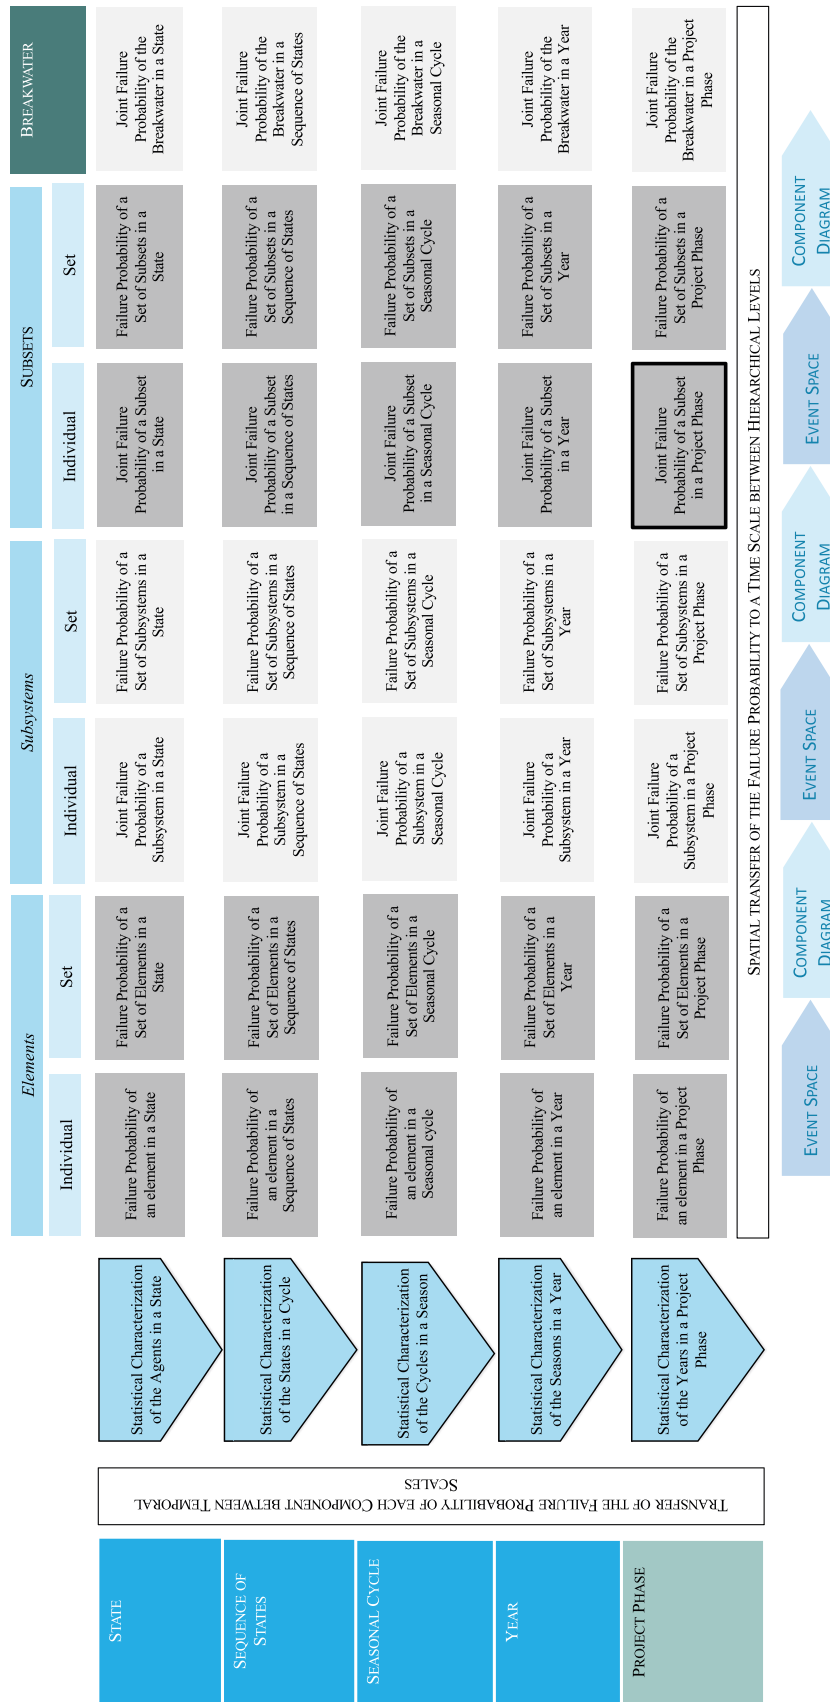 Elements
Subsystems
SUBSETS
BREAKWATER
Individual
Set
Individual
Set
Individual
Set
STATE
Statistical Characterization
of the Agents in a State
Failure Probability of
an element in a State
Failure Probability of a
Set of Elements in a
State
Joint Failure
Probability of a
Subsystem in a State
Failure Probability of a
Set of Subsystems in a
State
Joint Failure
Probability of a Subset
in a State
Failure Probability of a
Set of Subsets in a
State
Joint Failure
Probability of the
Breakwater in a State
SEQUENCE OF
STATES
Statistical Characterization
of the States in a Cycle
Failure Probability of
an element in a
Sequence of States
Failure Probability of a
Set of Elements in a
Sequence of States
Joint Failure
Probability of a
Subsystem in a
Sequence of States
Failure Probability of a
Set of Subsystems in a
Sequence of States
Joint Failure
Probability of a Subset
in a Sequence of States
Failure Probability of a
Set of Subsets in a
Sequence of States
Joint Failure
Probability of the
Breakwater in a
Sequence of States
SEASONAL CYCLE
Statistical Characterization
of the Cycles in a Season
Failure Probability of
an element in a
Seasonal cycle
Failure Probability of a
Set of Elements in a
Seasonal Cycle
Joint Failure
Probability of a
Subsystem in a
Seasonal Cycle
Failure Probability of a
Set of Subsystems in a
Seasonal Cycle
Joint Failure
Probability of a Subset
in a Seasonal Cycle
Failure Probability of a
Set of Subsets in a
Seasonal Cycle
Joint Failure
Probability of the
Breakwater in a
Seasonal Cycle
YEAR
Statistical Characterization
of the Seasons in a Year
Failure Probability of
an element in a Year
Failure Probability of a
Set of Elements in a
Year
Joint Failure
Probability of a
Subsystem in a Year
Failure Probability of a
Set of Subsystems in a
Year
Joint Failure
Probability of a Subset
in a Year
Failure Probability of a
Set of Subsets in a
Year
Joint Failure
Probability of the
Breakwater in a Year
PROJECT PHASE
Statistical Characterization
of the Years in a Project
Phase
Failure Probability of
an element in a Project
Phase
Failure Probability of a
Set of Elements in a
Project Phase
Joint Failure
Probability of a
Subsystem in a Project
Phase
Failure Probability of a
Set of Subsystems in a
Project Phase
Joint Failure
Probability of a Subset
in a Project Phase
Failure Probability of a
Set of Subsets in a
Project Phase
Joint Failure
Probability of the
Breakwater in a Project
Phase
TRANSFER OF THE FAILURE PROBABILITY OF EACH COMPONENT BETWEEN TEMPORAL
SCALES
SPATIAL TRANSFER OF THE FAILURE PROBABILITY TO A TIME SCALE BETWEEN HIERARCHICAL LEVELS
EVENT SPACE
COMPONENT
DIAGRAM
EVENT SPACE
COMPONENT
DIAGRAM
EVENT SPACE
COMPONENT
DIAGRAM